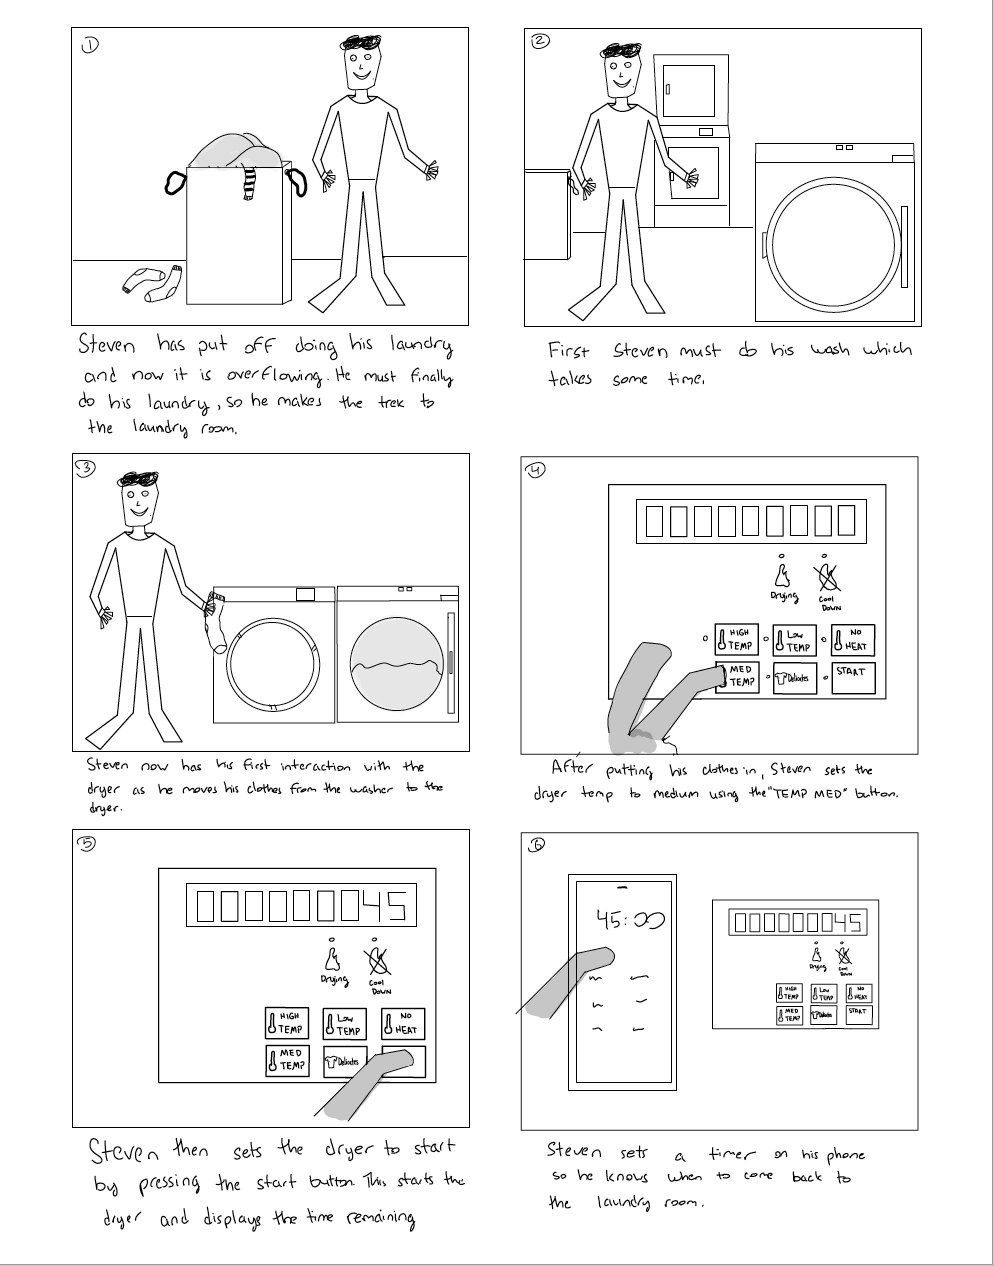 1
Steven has put off doing his laundry
and now it is overflowing. He must finally
do his laundry, so he makes the trek to
the laundry room.
2
First Steven must do his wash which
takes some time.
3
Steven now has his first interaction with the
dryer as he moves his clothes from the washer to the
dryer.
4
Drying
Cool
Down
HIGH
TEMP
LOW
TEMP
NO
HEAT
MED
TEMP
Delicates
START
After putting his clothes in, Steven sets the
dryer temp to medium using the "TEMP MED" button.
5
000000045
Drying
Cool
Down
HIGH
TEMP
LOW
TEMP
NO
HEAT
MED
TEMP
Delicates
Steven then sets the dryer to start
by pressing the start button. This starts the
dryer and displays the time remaining
6
45:00
000000045
Drying
Cool
Down
HIGH
TEMP
LOW
TEMP
NO
HEAT
MED
TEMP
Delicates
START
Steven sets a timer on his phone
so he knows when to come back to
the laundry room.